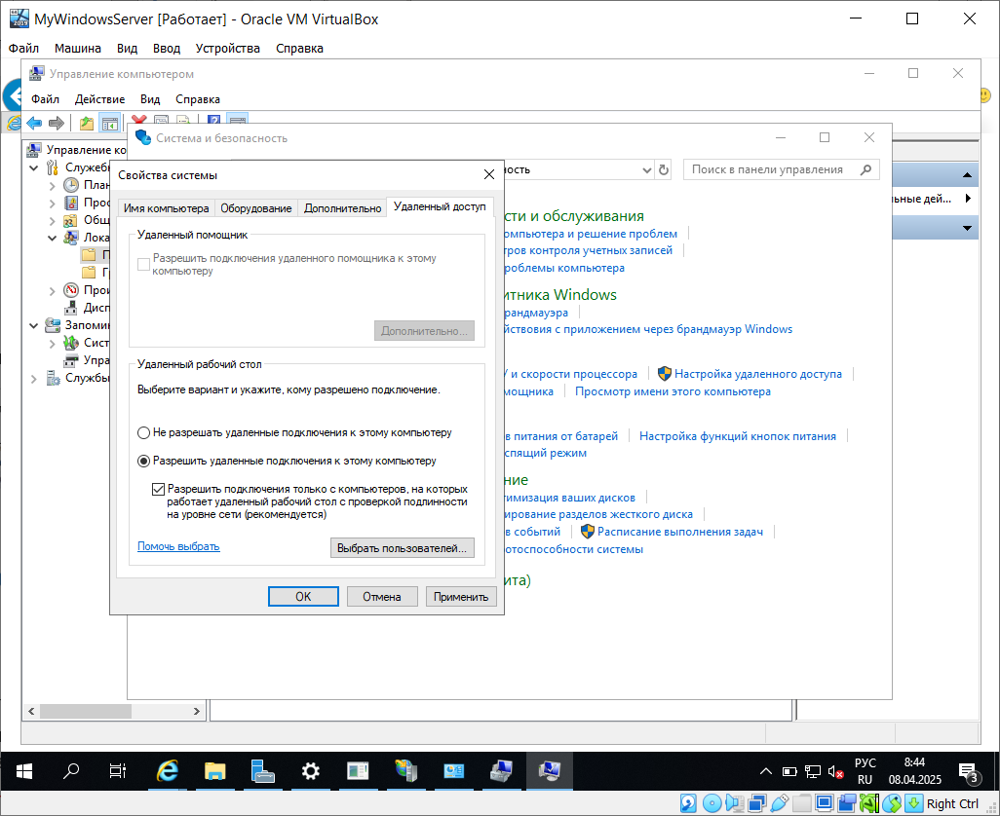 MyWindowsServer [Работает] - Oracle VM VirtualBox
Файл Машина Вид Ввод Устройства Справка
Управление компьютером
Файл Действие Вид Справка
Система и безопасность
Управление ко
Служебн
План
Прос
Общ
Лока
П
Гр
Прои
Дисп
Запомин
Сист
Упра
Службы
Свойства системы
Имя компьютера Оборудование Дополнительно Удаленный доступ
Удаленный помощник
Разрешить подключения удаленного помощника к этому
компьютеру
Дополнительно...
Удаленный рабочий стол
Выберите вариант и укажите, кому разрешено подключение.
Не разрешать удаленные подключения к этому компьютеру
Разрешить удаленные подключения к этому компьютеру
Разрешить подключения только с компьютеров, на которых
работает удаленный рабочий стол с проверкой подлинности
на уровне сети (рекомендуется)
Помочь выбрать
Выбрать пользователей...
ОК Отмена Применить
ность
Поиск в панели управления
сти и обслуживания
омпьютера и решение проблем
тров контроля учетных записей
роблемы компьютера
итника Windows
рандмауэра
йствовия с приложением через брандмауэр Windows
У и скорости процессора Настройка удаленного доступа
мощника Просмотр имени этого компьютера
в питания от батарей Настройка функций кнопок питания
спящий режим
ние
тимизация ваших дисков
ирование разделов жесткого диска
в событий Расписание выполнения задач
отоспособности системы
ита)
льные дей...
РУС
RU
8:44
08.04.2025
3
Right Ctrl